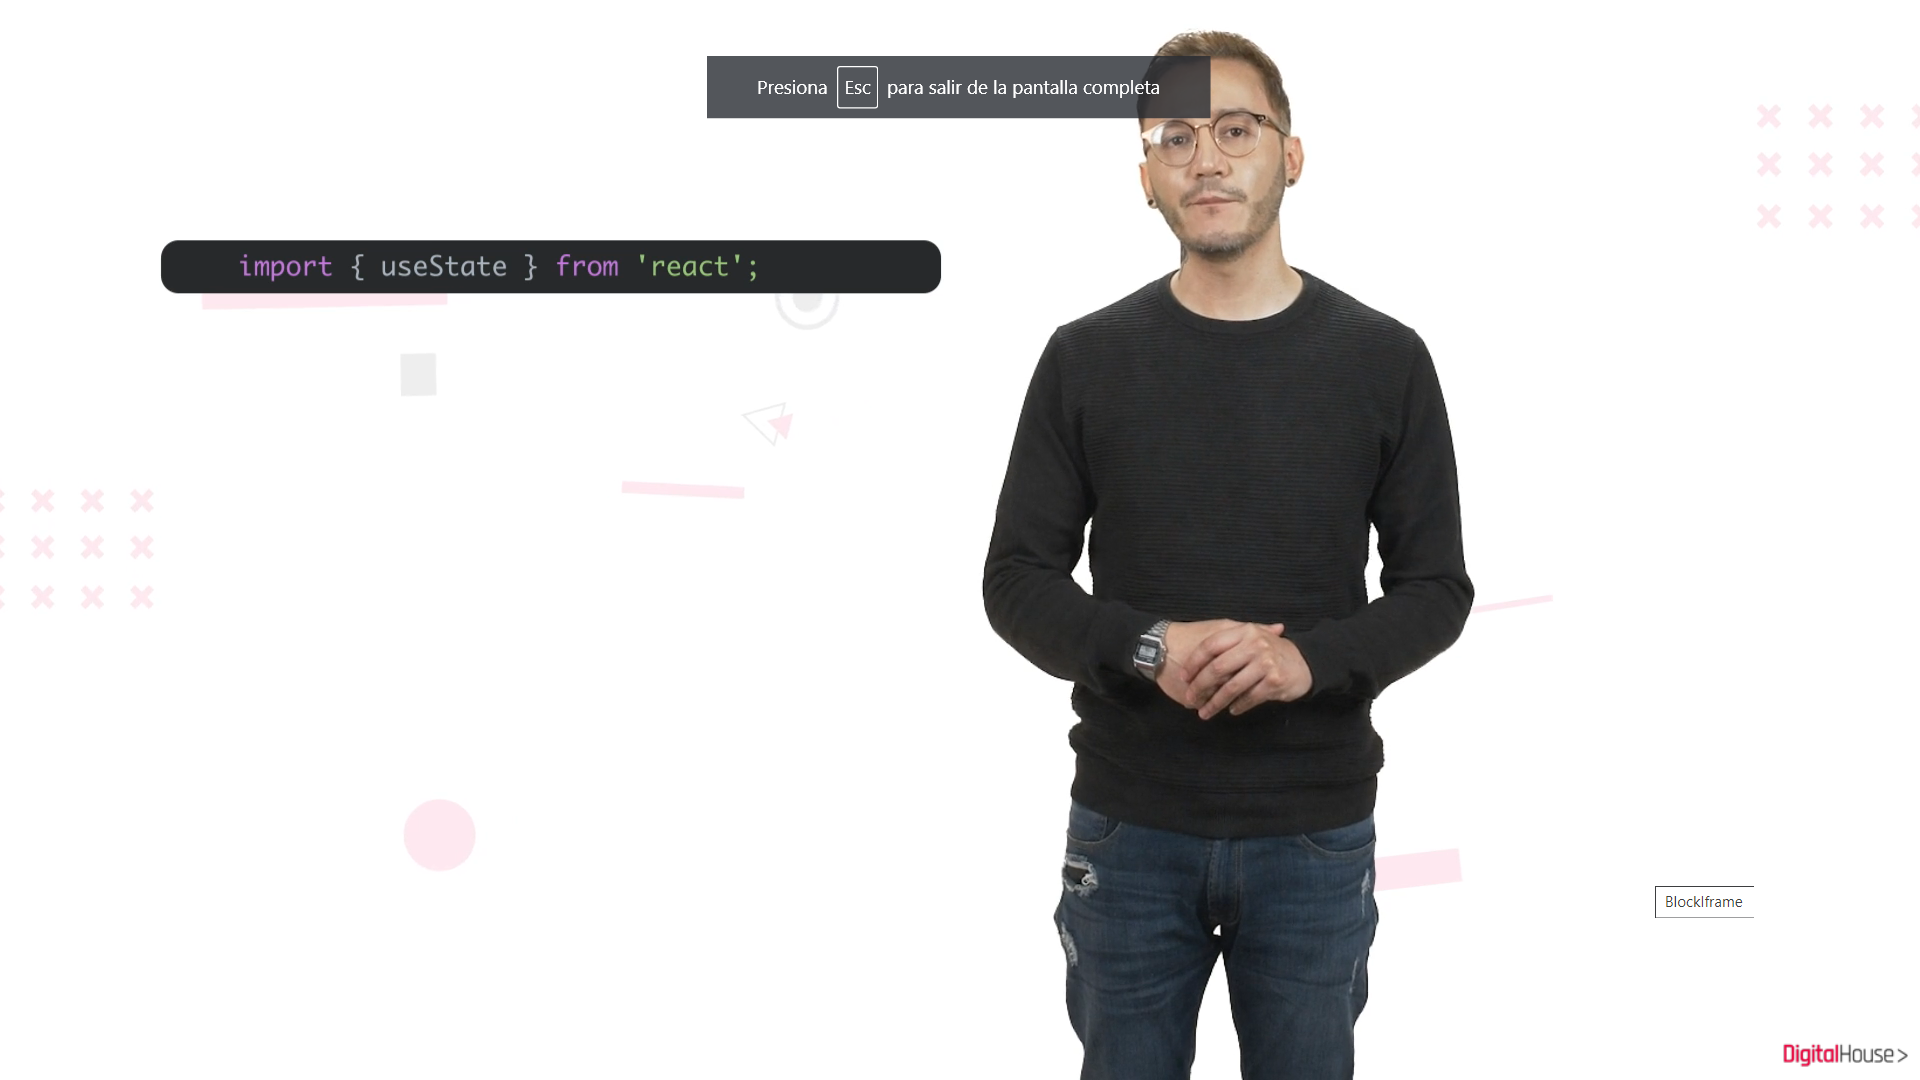 Presiona Esc para salir de la pantalla completa
import { useState } from 'react';
BlockIframe
DigitalHouse>